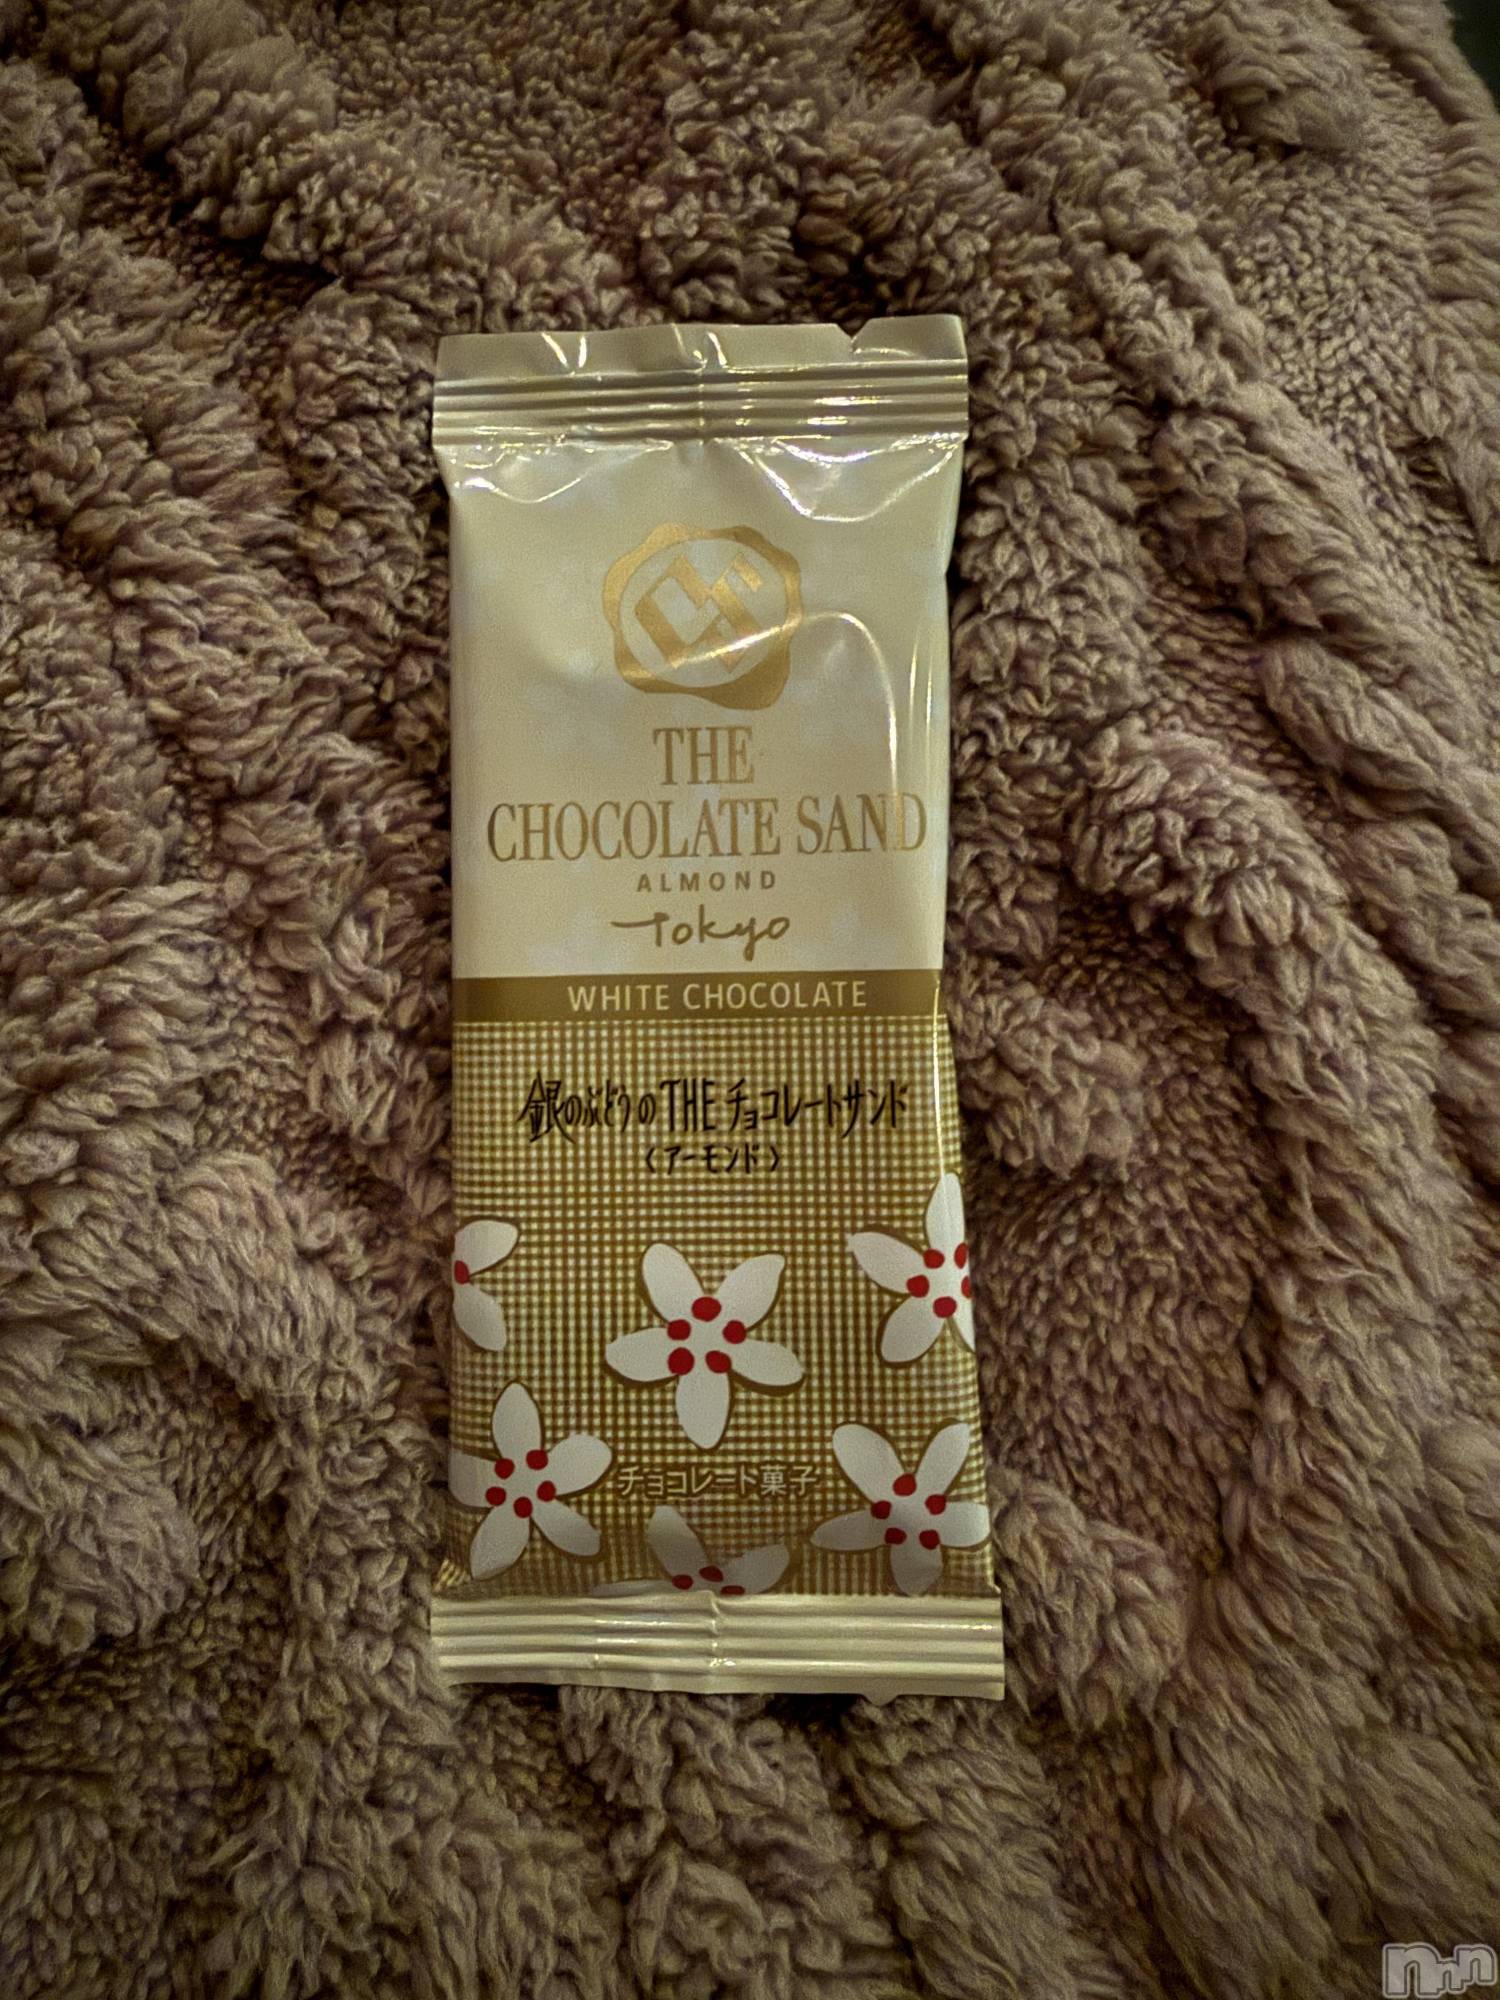 THE
CHOCOLATE SAND
ALMOND
Tokyo
WHITE CHOCOLATE
銀のぶどうのTHEチョコレートサンド
〈アーモンド〉
チョコレート菓子